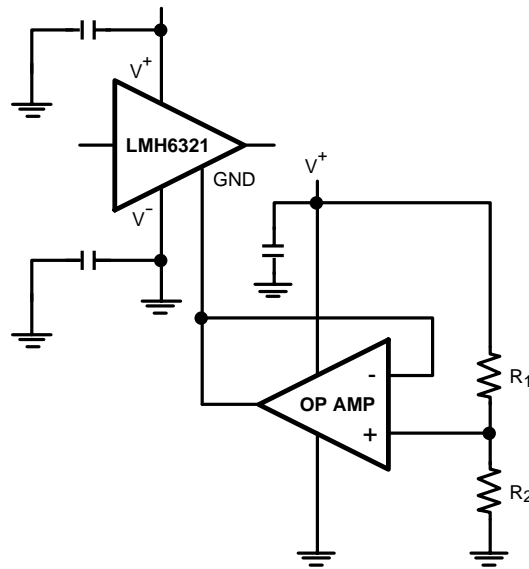 V+
LMH6321
GND
V-
V+
-
OP AMP
+
R1
R2